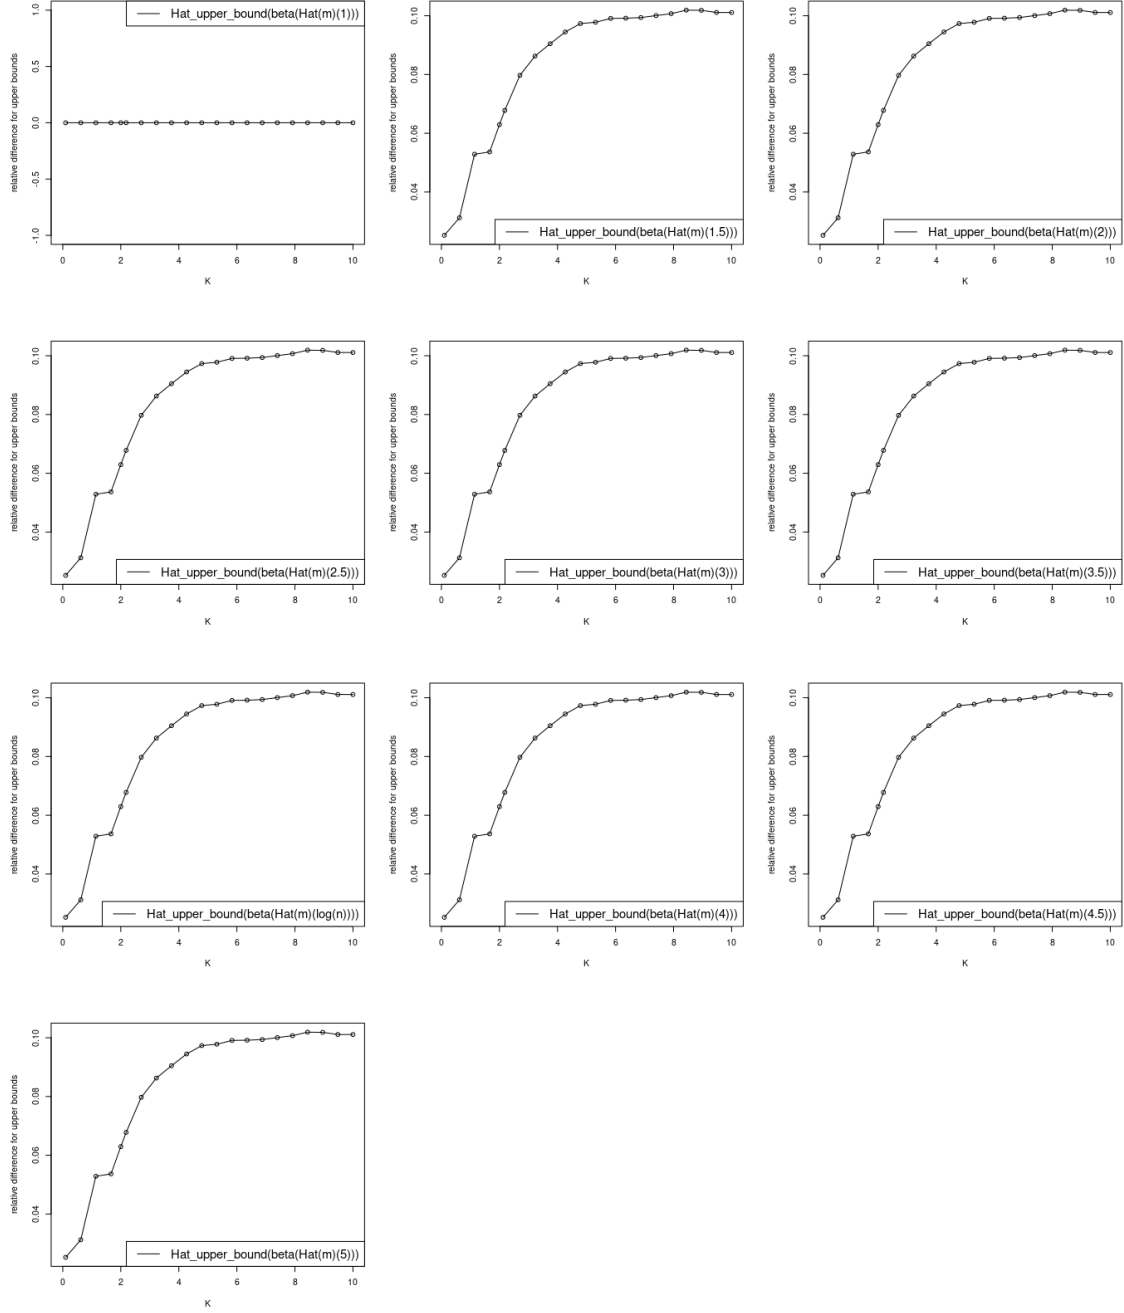 Hat_upper_bound(beta(Hat(m)(1)))
relative difference for upper bounds
1.0
0.5
0.0
-0.5
-1.0
0 2 4 6 8 10
K
Hat_upper_bound(beta(Hat(m)(1.5)))
relative difference for upper bounds
0.10
0.08
0.06
0.04
0 2 4 6 8 10
K
Hat_upper_bound(beta(Hat(m)(2)))
relative difference for upper bounds
0.10
0.08
0.06
0.04
0 2 4 6 8 10
K
Hat_upper_bound(beta(Hat(m)(2.5)))
relative difference for upper bounds
0.10
0.08
0.06
0.04
0 2 4 6 8 10
K
Hat_upper_bound(beta(Hat(m)(3)))
relative difference for upper bounds
0.10
0.08
0.06
0.04
0 2 4 6 8 10
K
Hat_upper_bound(beta(Hat(m)(3.5)))
relative difference for upper bounds
0.10
0.08
0.06
0.04
0 2 4 6 8 10
K
Hat_upper_bound(beta(Hat(m)(log(n))))
relative difference for upper bounds
0.10
0.08
0.06
0.04
0 2 4 6 8 10
K
Hat_upper_bound(beta(Hat(m)(4)))
relative difference for upper bounds
0.10
0.08
0.06
0.04
0 2 4 6 8 10
K
Hat_upper_bound(beta(Hat(m)(4.5)))
relative difference for upper bounds
0.10
0.08
0.06
0.04
0 2 4 6 8 10
K
Hat_upper_bound(beta(Hat(m)(5)))
relative difference for upper bounds
0.10
0.08
0.06
0.04
0 2 4 6 8 10
K